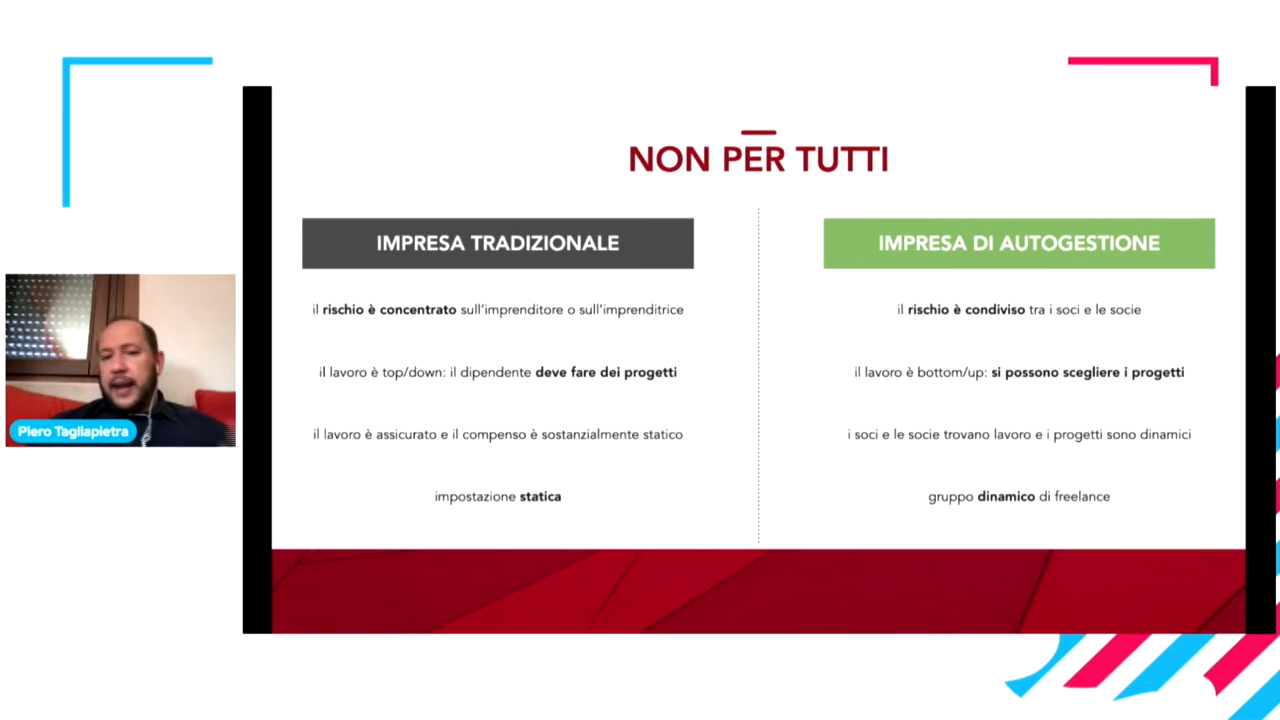 NON PER TUTTI
IMPRESA TRADIZIONALE
il rischio è concentrato sull'imprenditore o sull'imprenditrice
il lavoro è top/down: il dipendente deve fare dei progetti
il lavoro è assicurato e il compenso è sostanzialmente statico
impostazione statica
IMPRESA DI AUTOGESTIONE
il rischio è condiviso tra i soci e le socie
il lavoro è bottom/up: si possono scegliere i progetti
i soci e le socie trovano lavoro e i progetti sono dinamici
gruppo dinamico di freelance
Piero Tagliapietra